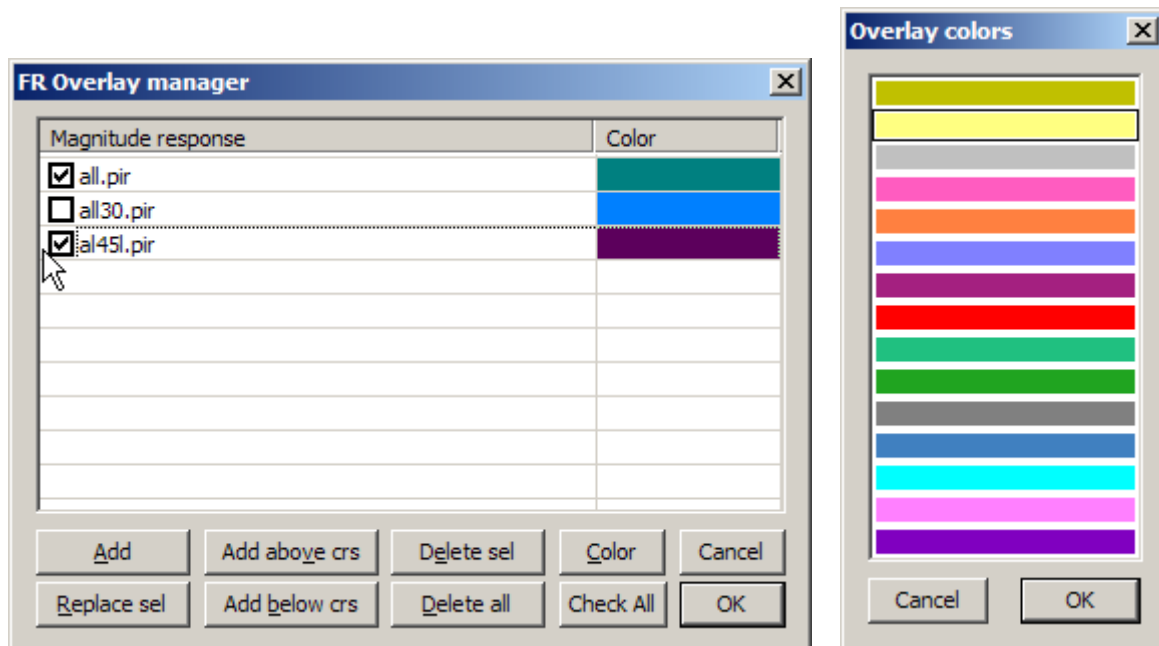 Overlay colors
FR Overlay manager
Magnitude response Color
all.pir
all30.pir
al45l.pir
Add Add above crs Delete sel Color Cancel
Replace sel Add below crs Delete all Check All OK
Cancel OK